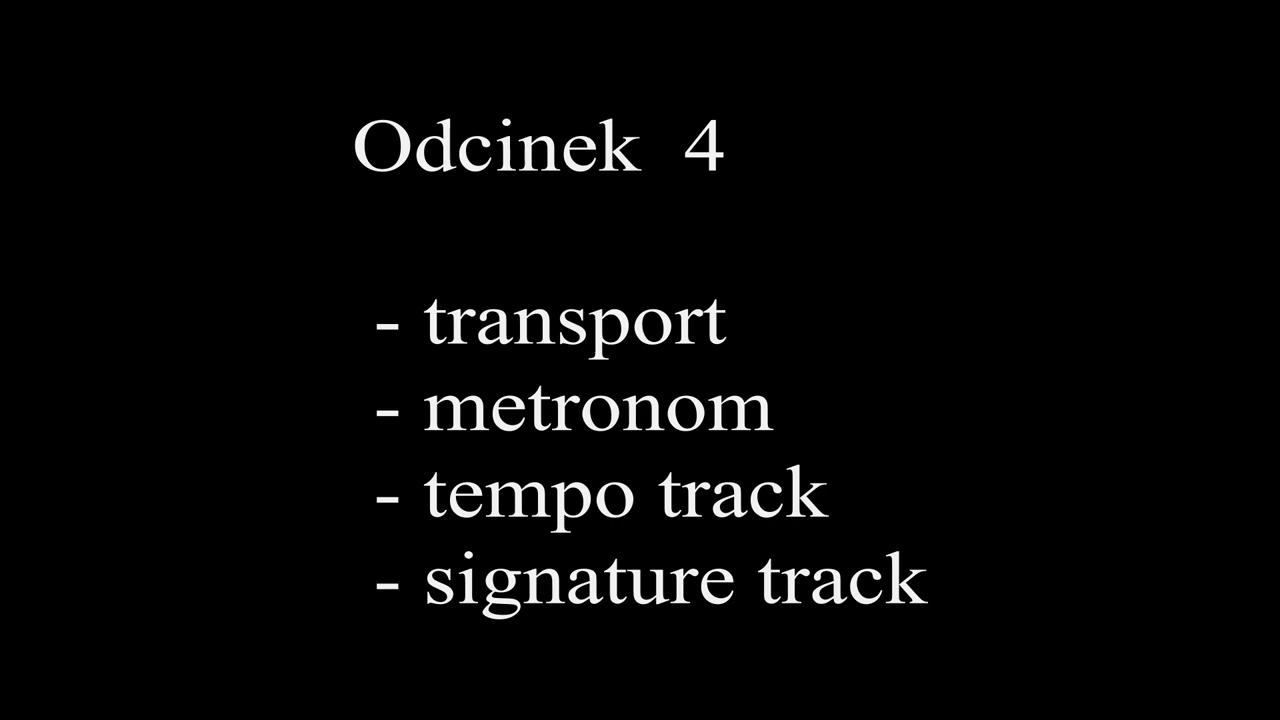 Odcinek 4
- transport
- metronom
- tempo track
- signature track